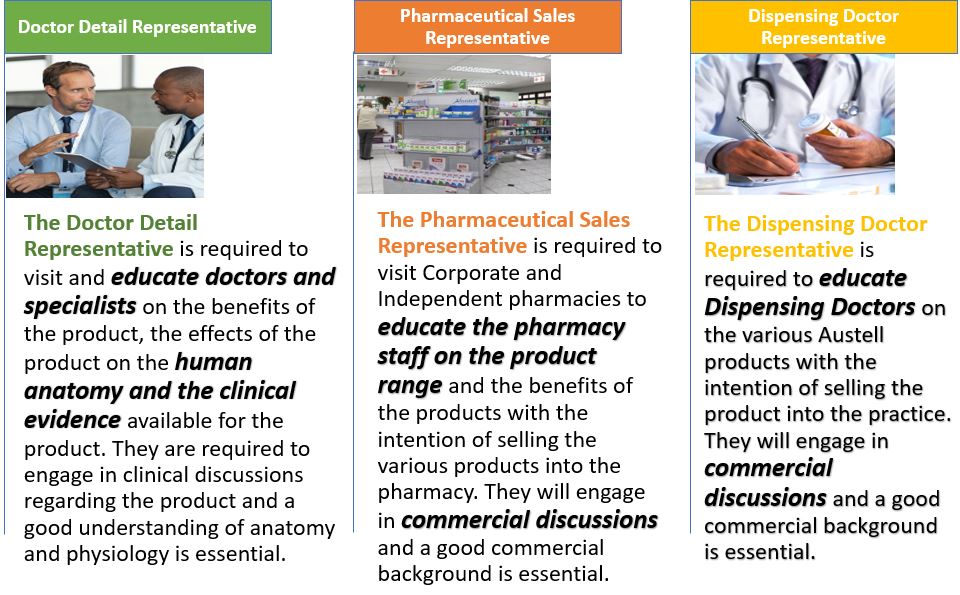 Doctor Detail Representative
The Doctor Detail
Representative is required to
visit and educate doctors and
specialists on the benefits of
the product, the effects of the
product on the human
anatomy and the clinical
evidence available for the
product. They are required to
engage in clinical discussions
regarding the product and a
good understanding of anatomy
and physiology is essential.
Pharmaceutical Sales
Representative
The Pharmaceutical Sales
Representative is required to
visit Corporate and
Independent pharmacies to
educate the pharmacy
staff on the product
range and the benefits of
the products with the
intention of selling the
various products into the
pharmacy. They will engage
in commercial discussions
and a good commercial
background is essential.
Dispensing Doctor
Representative
The Dispensing Doctor
Representative is
required to educate
Dispensing Doctors on
the various Austell
products with the
intention of selling the
product into the practice.
They will engage in
commercial
discussions and a good
commercial background
is essential.